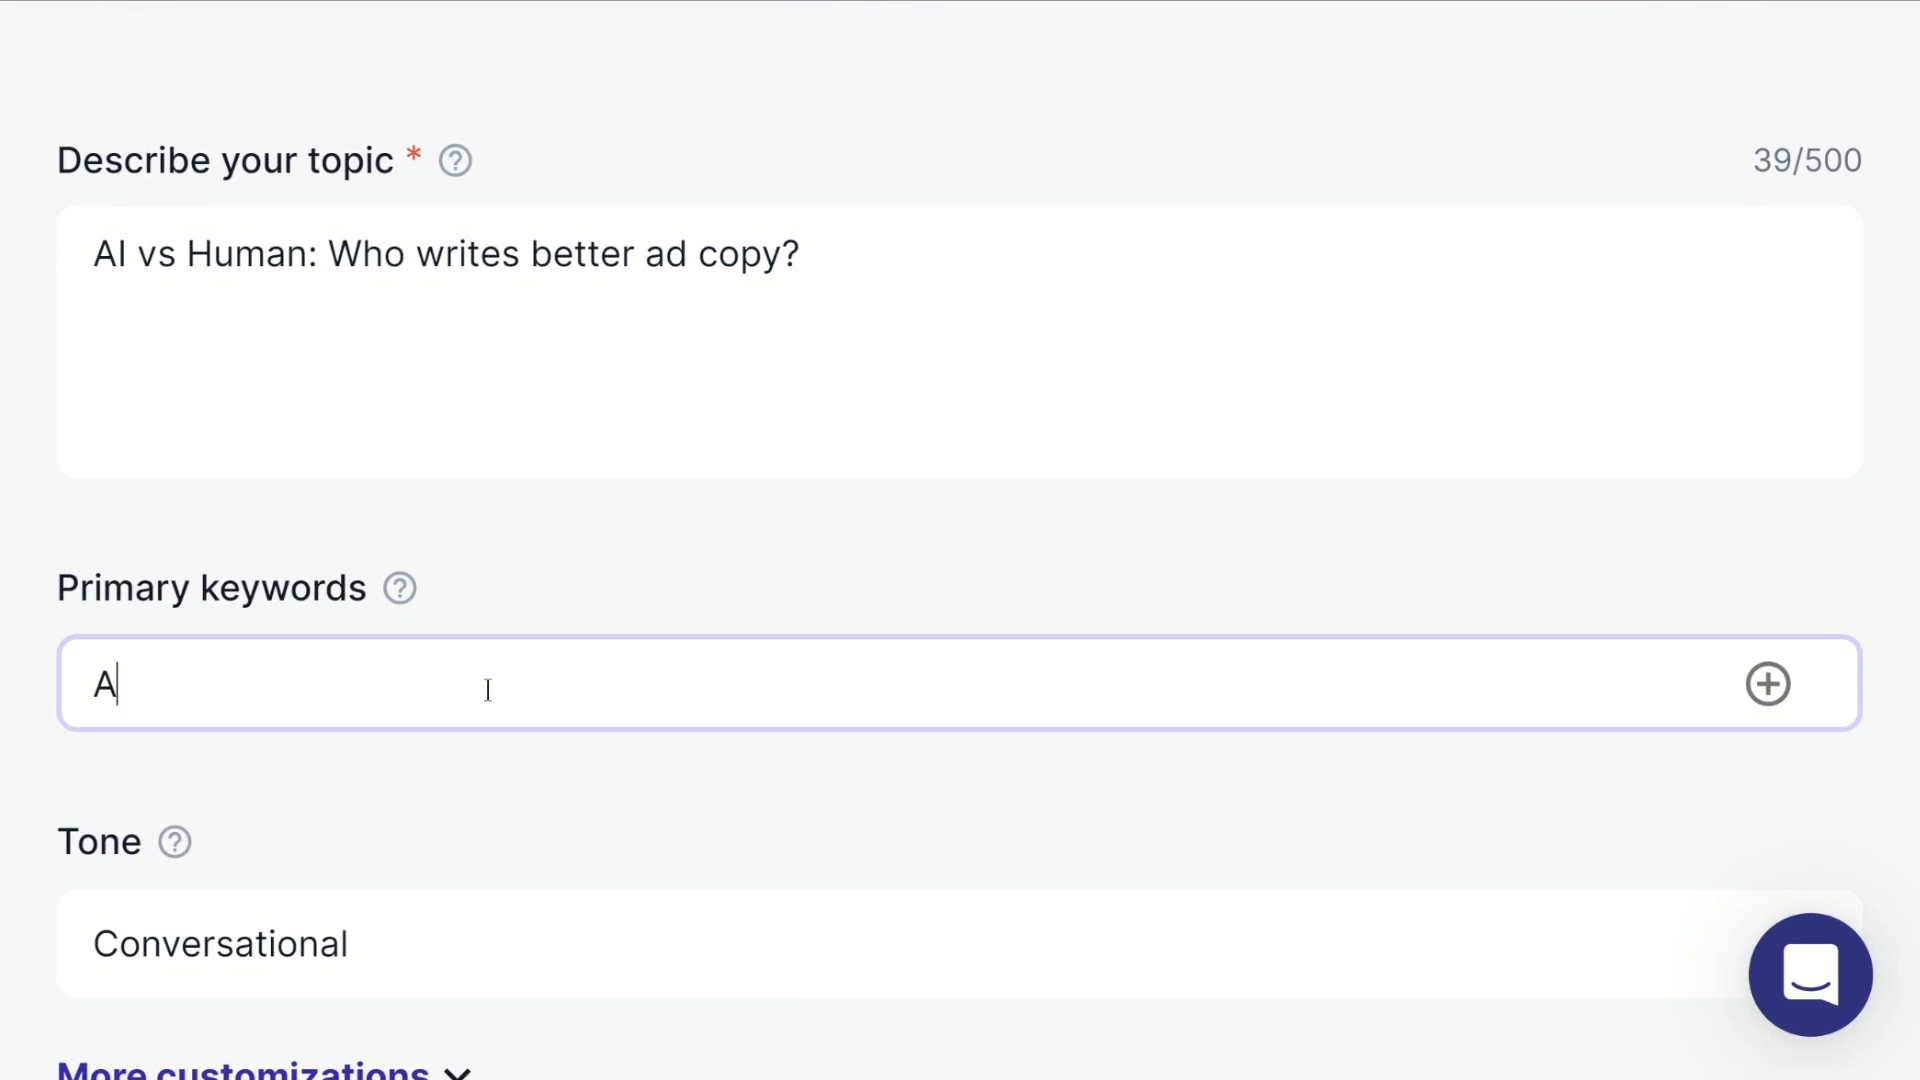 Describe your topic *
39/500
AI vs Human: Who writes better ad copy?
Primary keywords
A
Tone
Conversational
More customizations